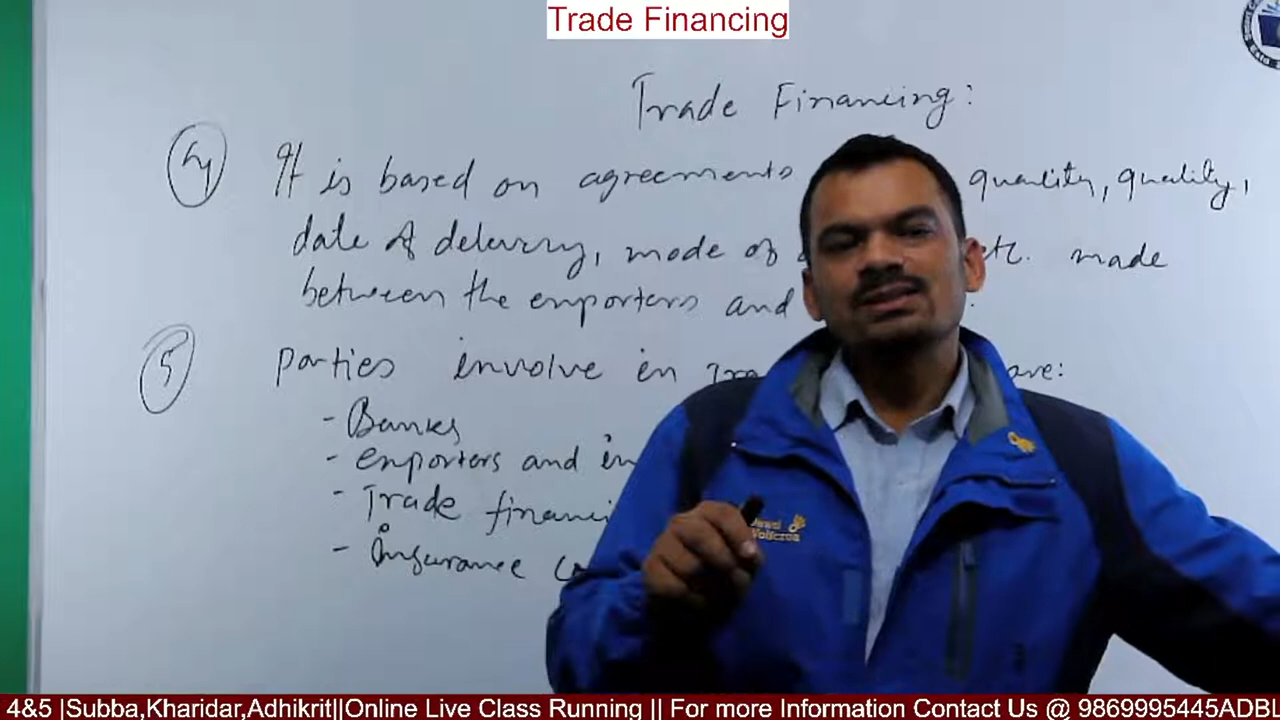 Trade Financing
Trade Financing:
4 It is based on agreements quantity, quality,
date of delivery, mode of etc. made
between the exporters and
5 Parties involve in are:
- Banks
- exporters and
- Trade
- Insurance
4&5 |Subba,Kharidar,Adhikrit||Online Live Class Running || For more Information Contact Us @ 9869995445ADBL